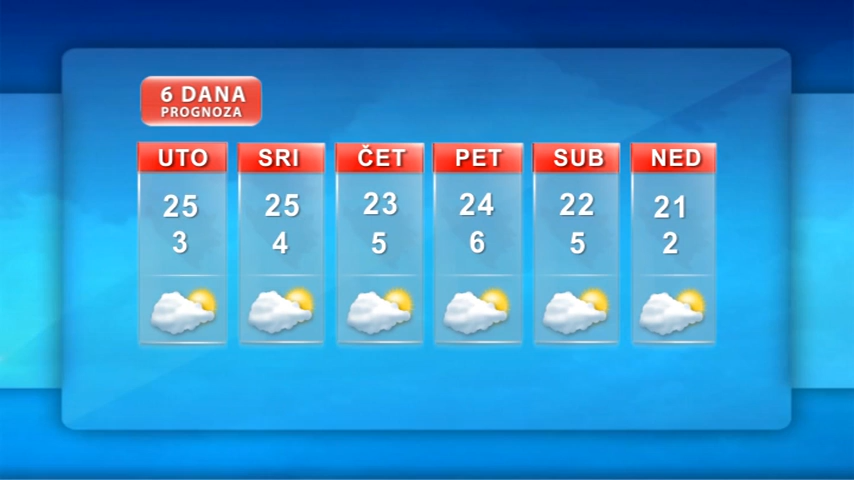 6 DANA
PROGNOZA
UTO SRI ČET PET SUB NED
25 25 23 24 22 21
3 4 5 6 5 2